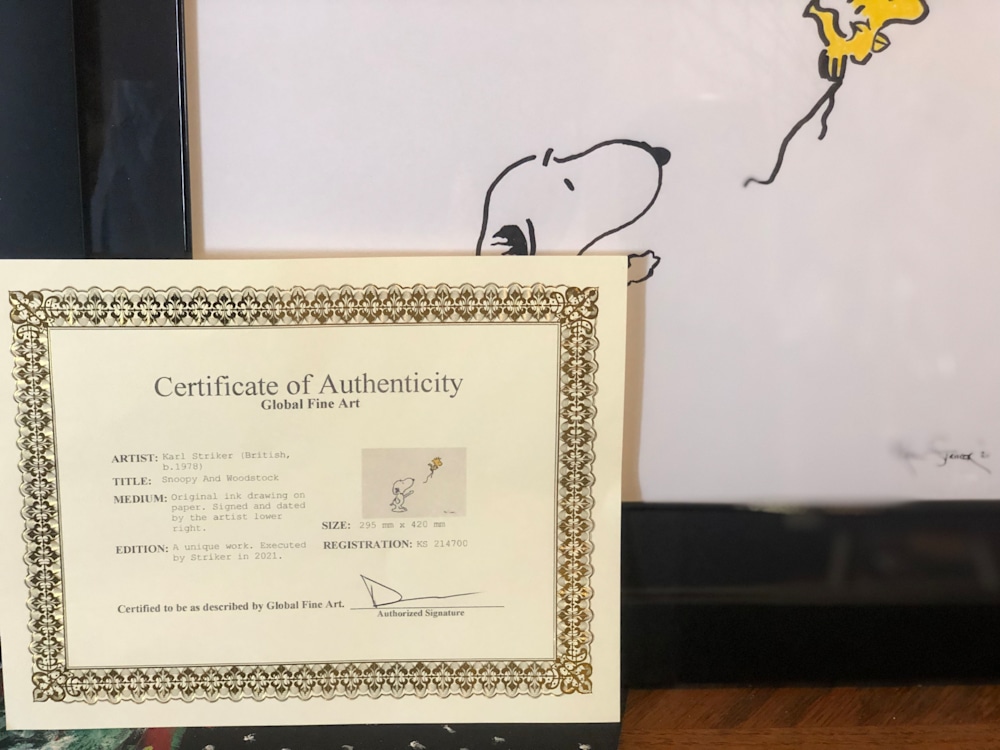 Certificate of Authenticity
Global Fine Art
ARTIST: Karl Striker (British,
b.1978)
TITLE: Snoopy And Woodstock
MEDIUM: Original ink drawing on
paper. Signed and dated
by the artist lower
right.
SIZE: 295 mm x 420 mm
EDITION: A unique work. Executed
by Striker in 2021.
REGISTRATION: KS 214700
Certified to be as described by Global Fine Art.
Authorized Signature